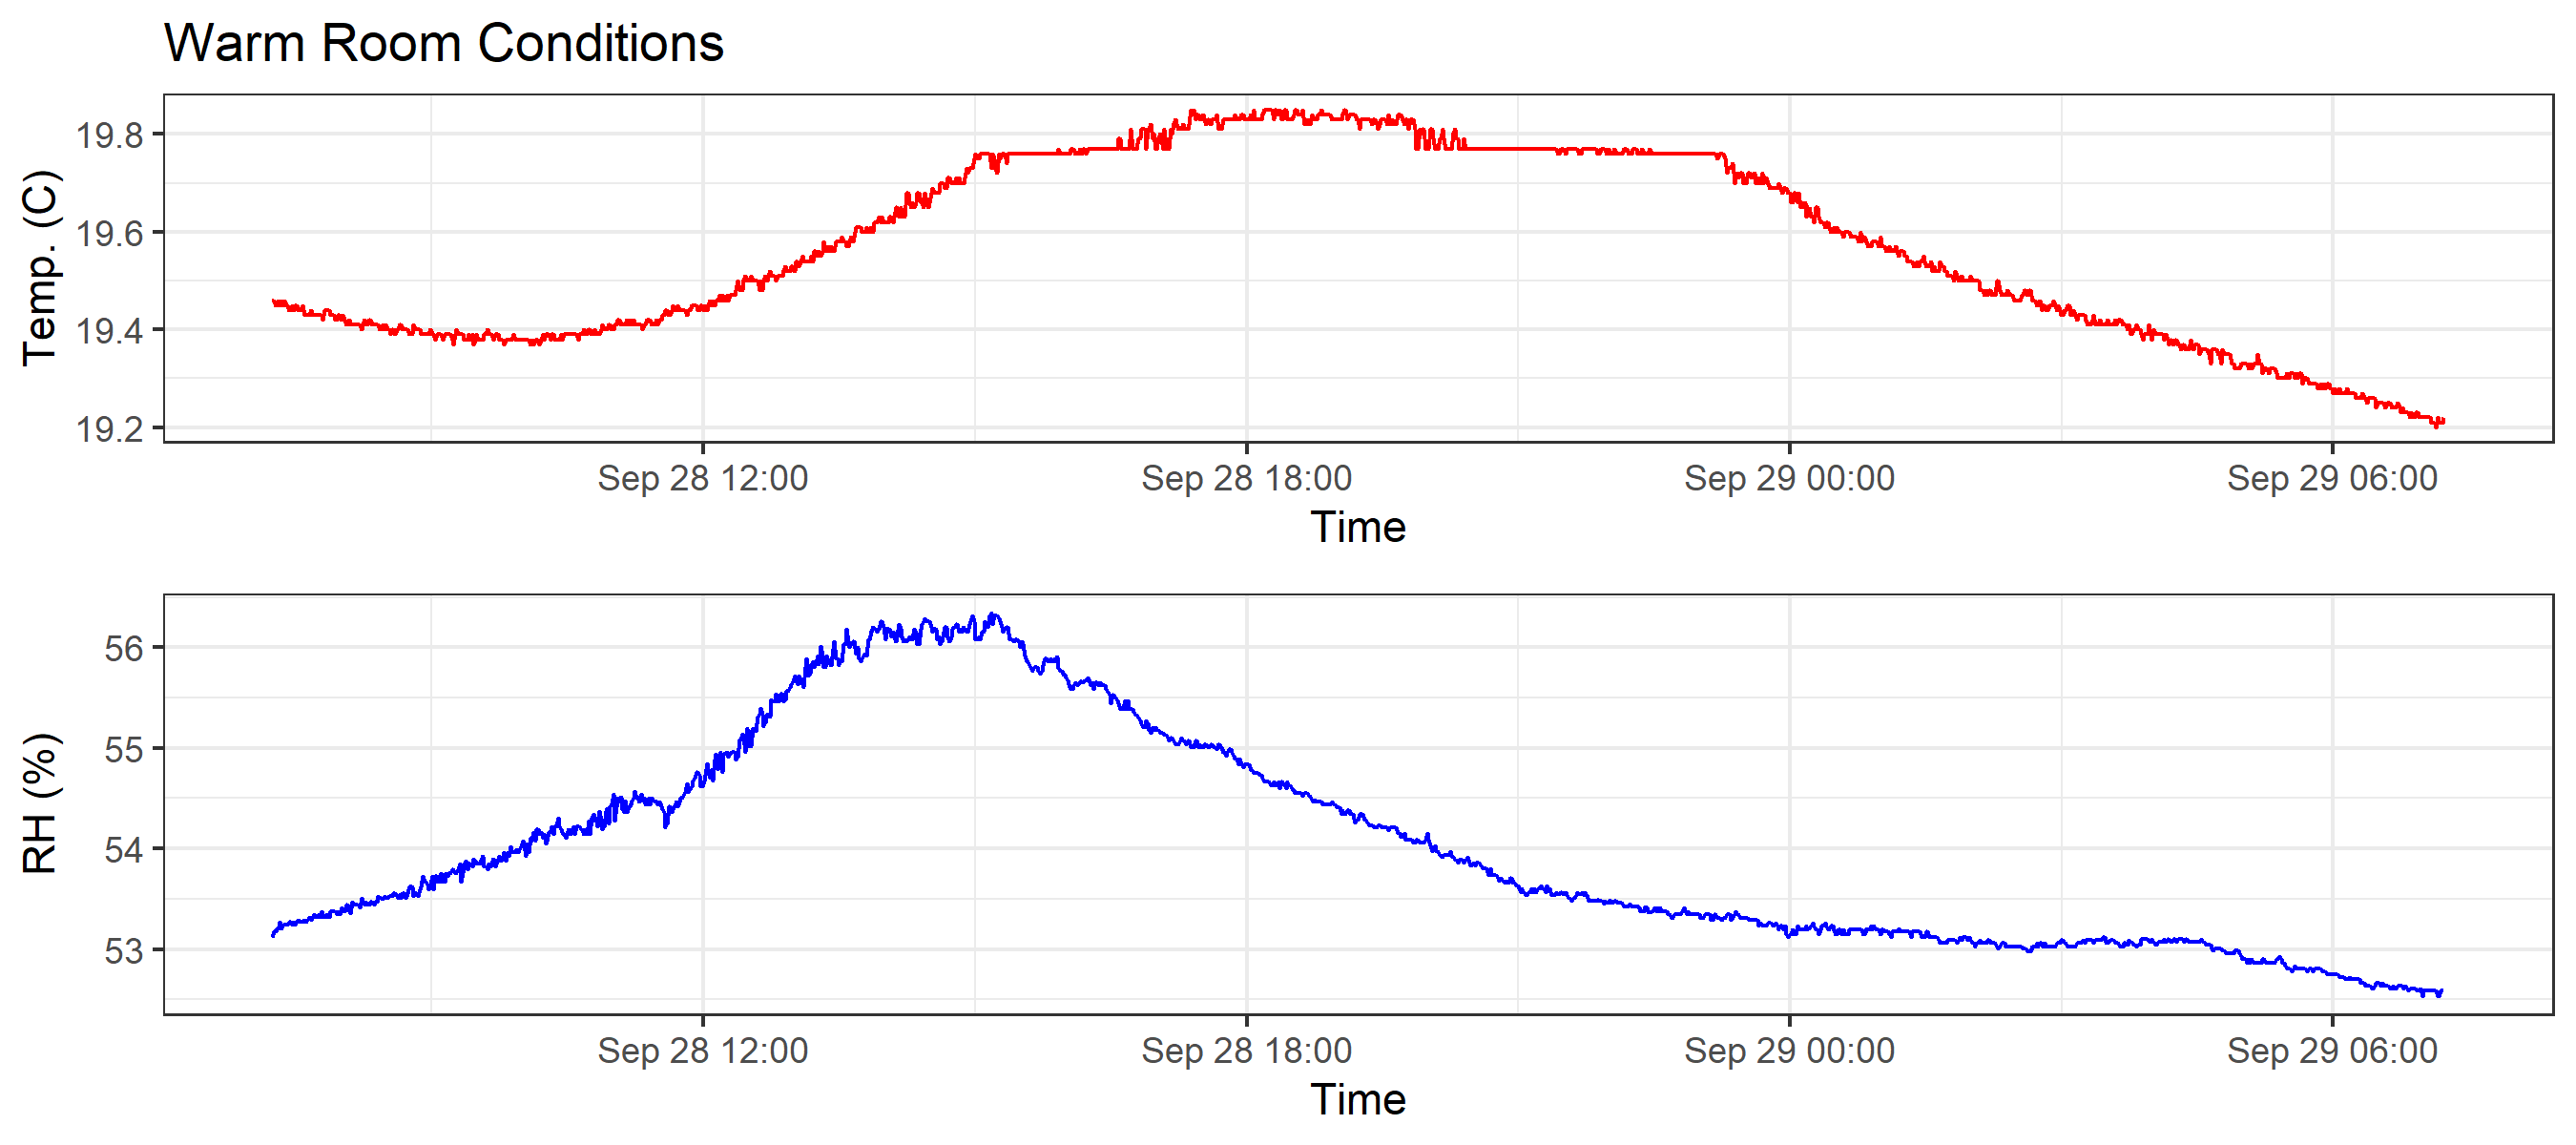 Warm Room Conditions
Temp. (C)
19.8
19.6
19.4
19.2
Sep 28 12:00 Sep 28 18:00 Sep 29 00:00 Sep 29 06:00
Time
RH (%)
56
55
54
53
Sep 28 12:00 Sep 28 18:00 Sep 29 00:00 Sep 29 06:00
Time